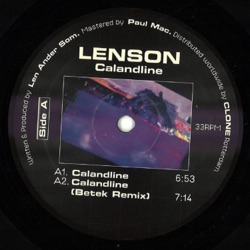 Written & Produced by Len Ander Som, Mastered by Paul Mac, Distributed worldwide by CLONE Rotterdam
LENSON
Calandline
Side A
33RPM
A1. Calandline 6:53
A2. Calandline
(Betek Remix) 7:14